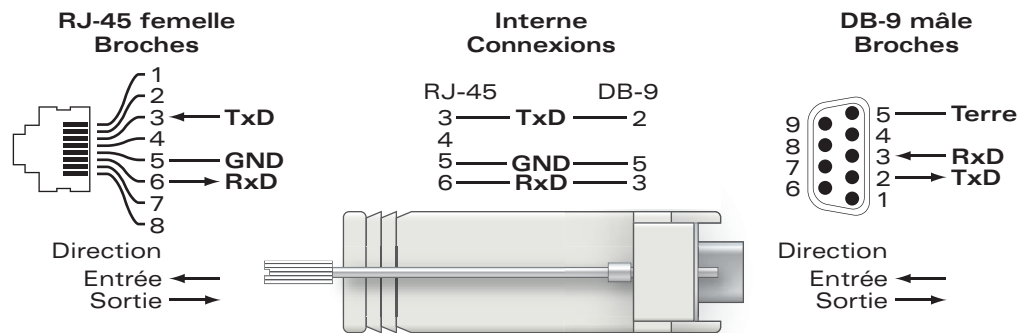 RJ-45 femelle
Broches
1
2
3 TxD
4
5 GND
6 RxD
7
8
Direction
Entrée
Sortie
Interne
Connexions
RJ-45 DB-9
3 TxD 2
4
5 GND 5
6 RxD 3
DB-9 mâle
Broches
9
8
7
6
5 Terre
4
3 RxD
2 TxD
1
Direction
Entrée
Sortie